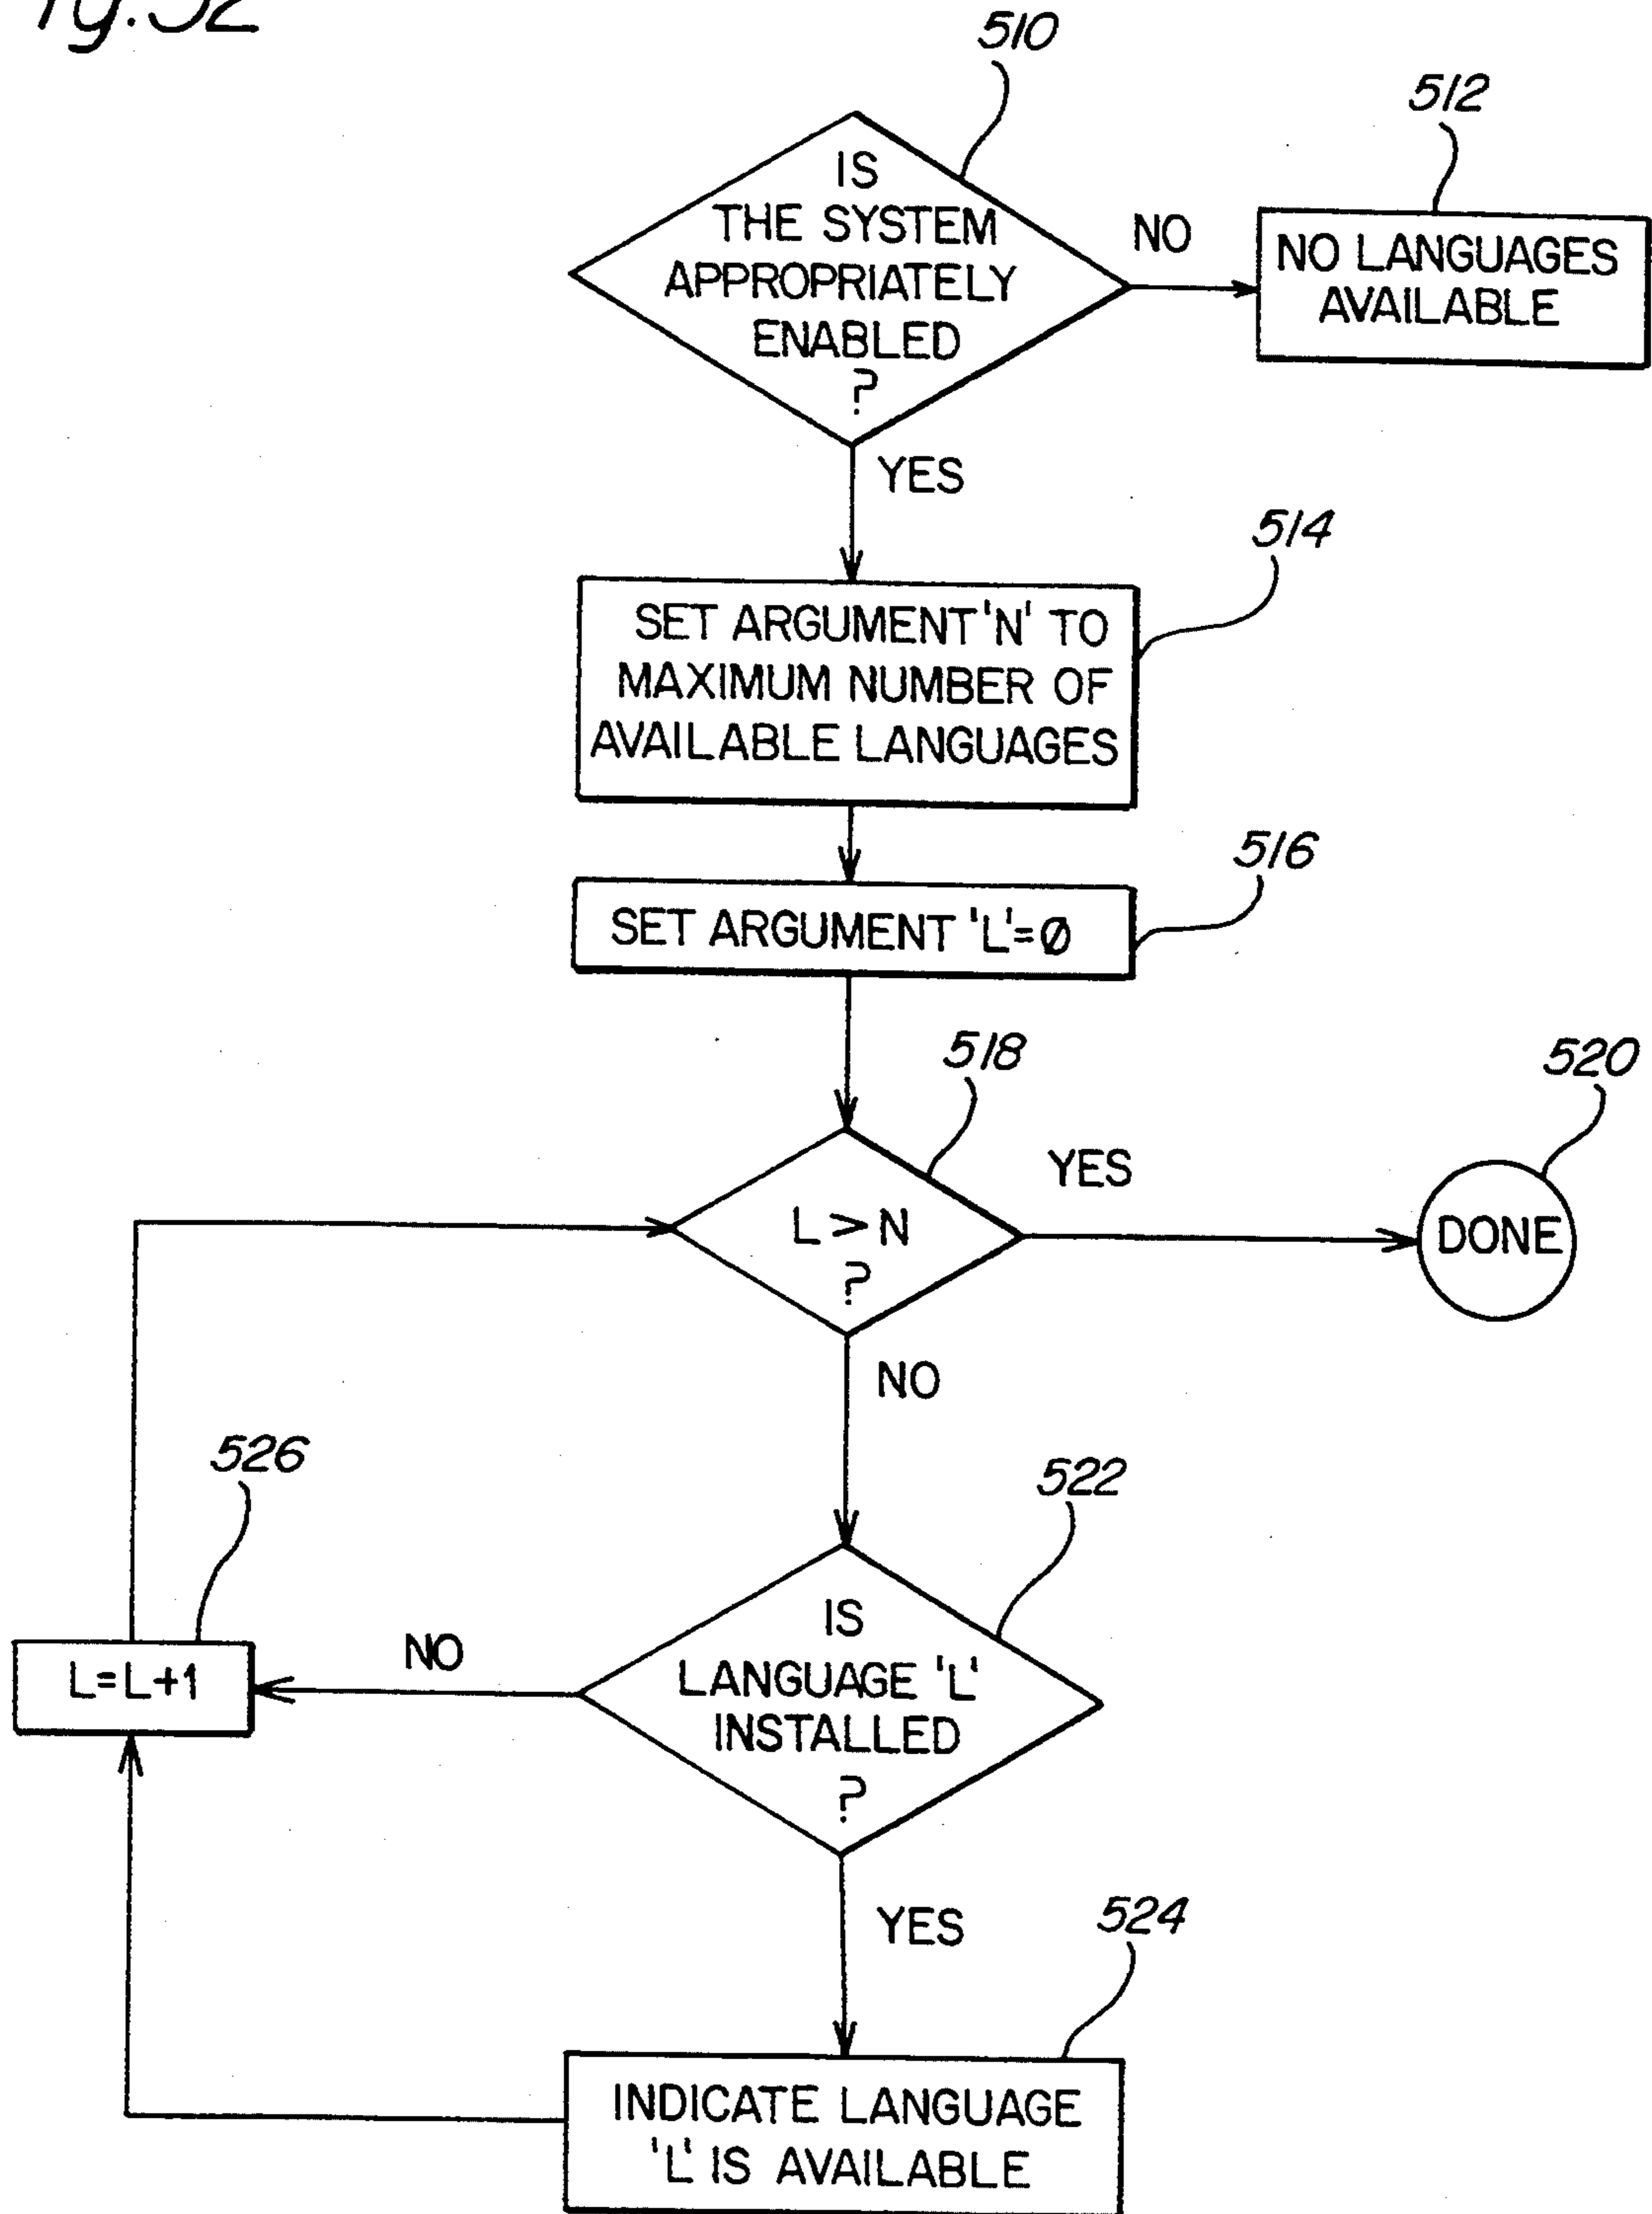 510
512
IS
THE SYSTEM
APPROPRIATELY
ENABLED
?
NO
NO LANGUAGES
AVAILABLE
YES
514
SET ARGUMENT 'N' TO
MAXIMUM NUMBER OF
AVAILABLE LANGUAGES
516
SET ARGUMENT 'L'=Ø
518
520
YES
L > N
?
DONE
NO
526
522
IS
LANGUAGE 'L'
INSTALLED
?
NO
L=L+1
YES
524
INDICATE LANGUAGE
'L' IS AVAILABLE